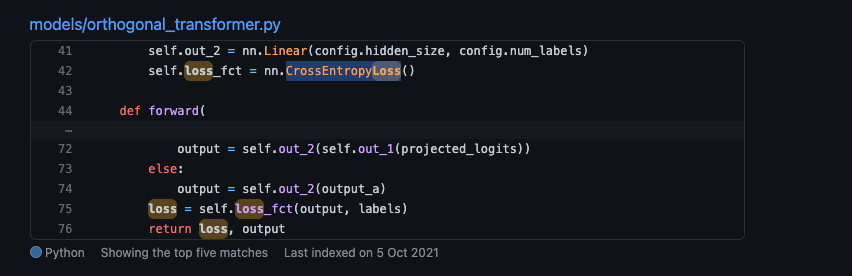 models/orthogonal_transformer.py
41 self.out_2 = nn.Linear(config.hidden_size, config.num_labels)
42 self.loss_fct = nn.CrossEntropyLoss()
43
44 def forward(
…
72 output = self.out_2(self.out_1(projected_logits))
73 else:
74 output = self.out_2(output_a)
75 loss = self.loss_fct(output, labels)
76 return loss, output
Python Showing the top five matches Last indexed on 5 Oct 2021